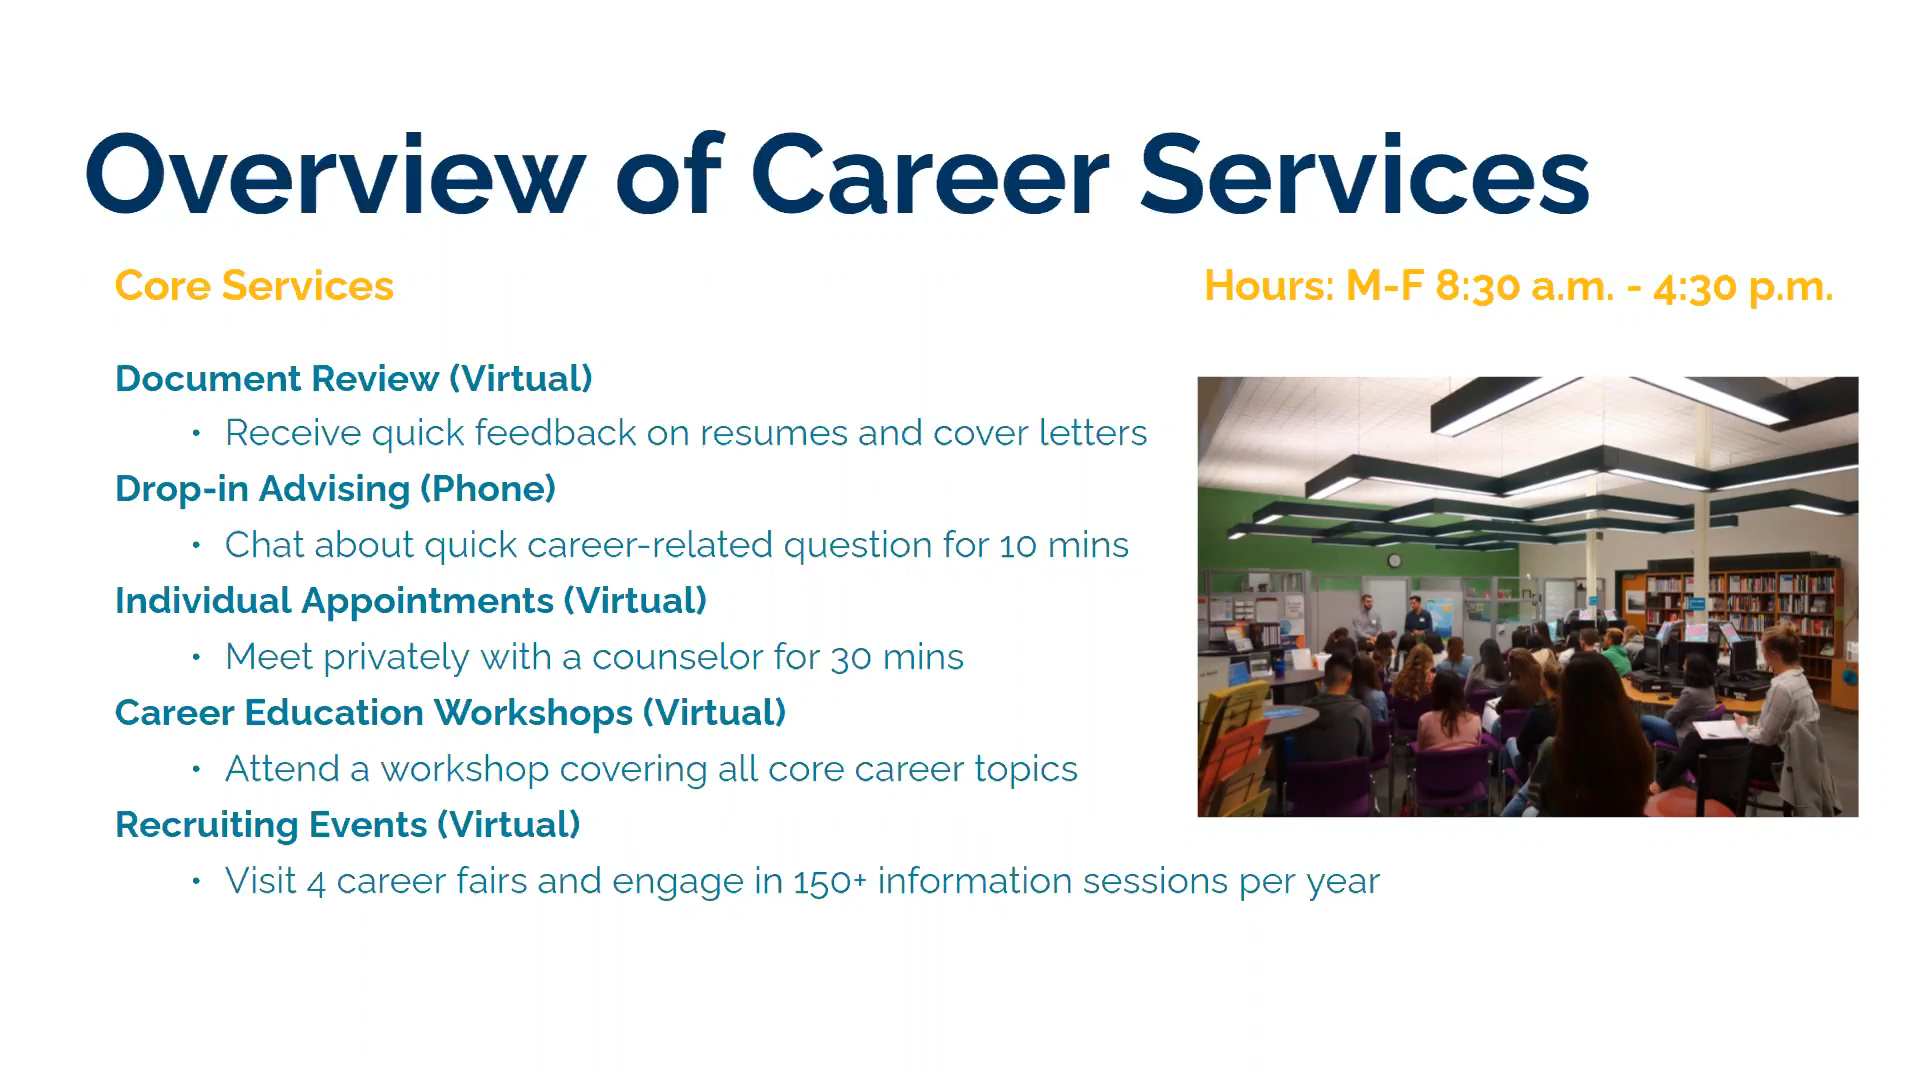 Overview of Career Services
Core Services
Hours: M-F 8:30 a.m. - 4:30 p.m.
Document Review (Virtual)
• Receive quick feedback on resumes and cover letters
Drop-in Advising (Phone)
• Chat about quick career-related question for 10 mins
Individual Appointments (Virtual)
• Meet privately with a counselor for 30 mins
Career Education Workshops (Virtual)
• Attend a workshop covering all core career topics
Recruiting Events (Virtual)
• Visit 4 career fairs and engage in 150+ information sessions per year